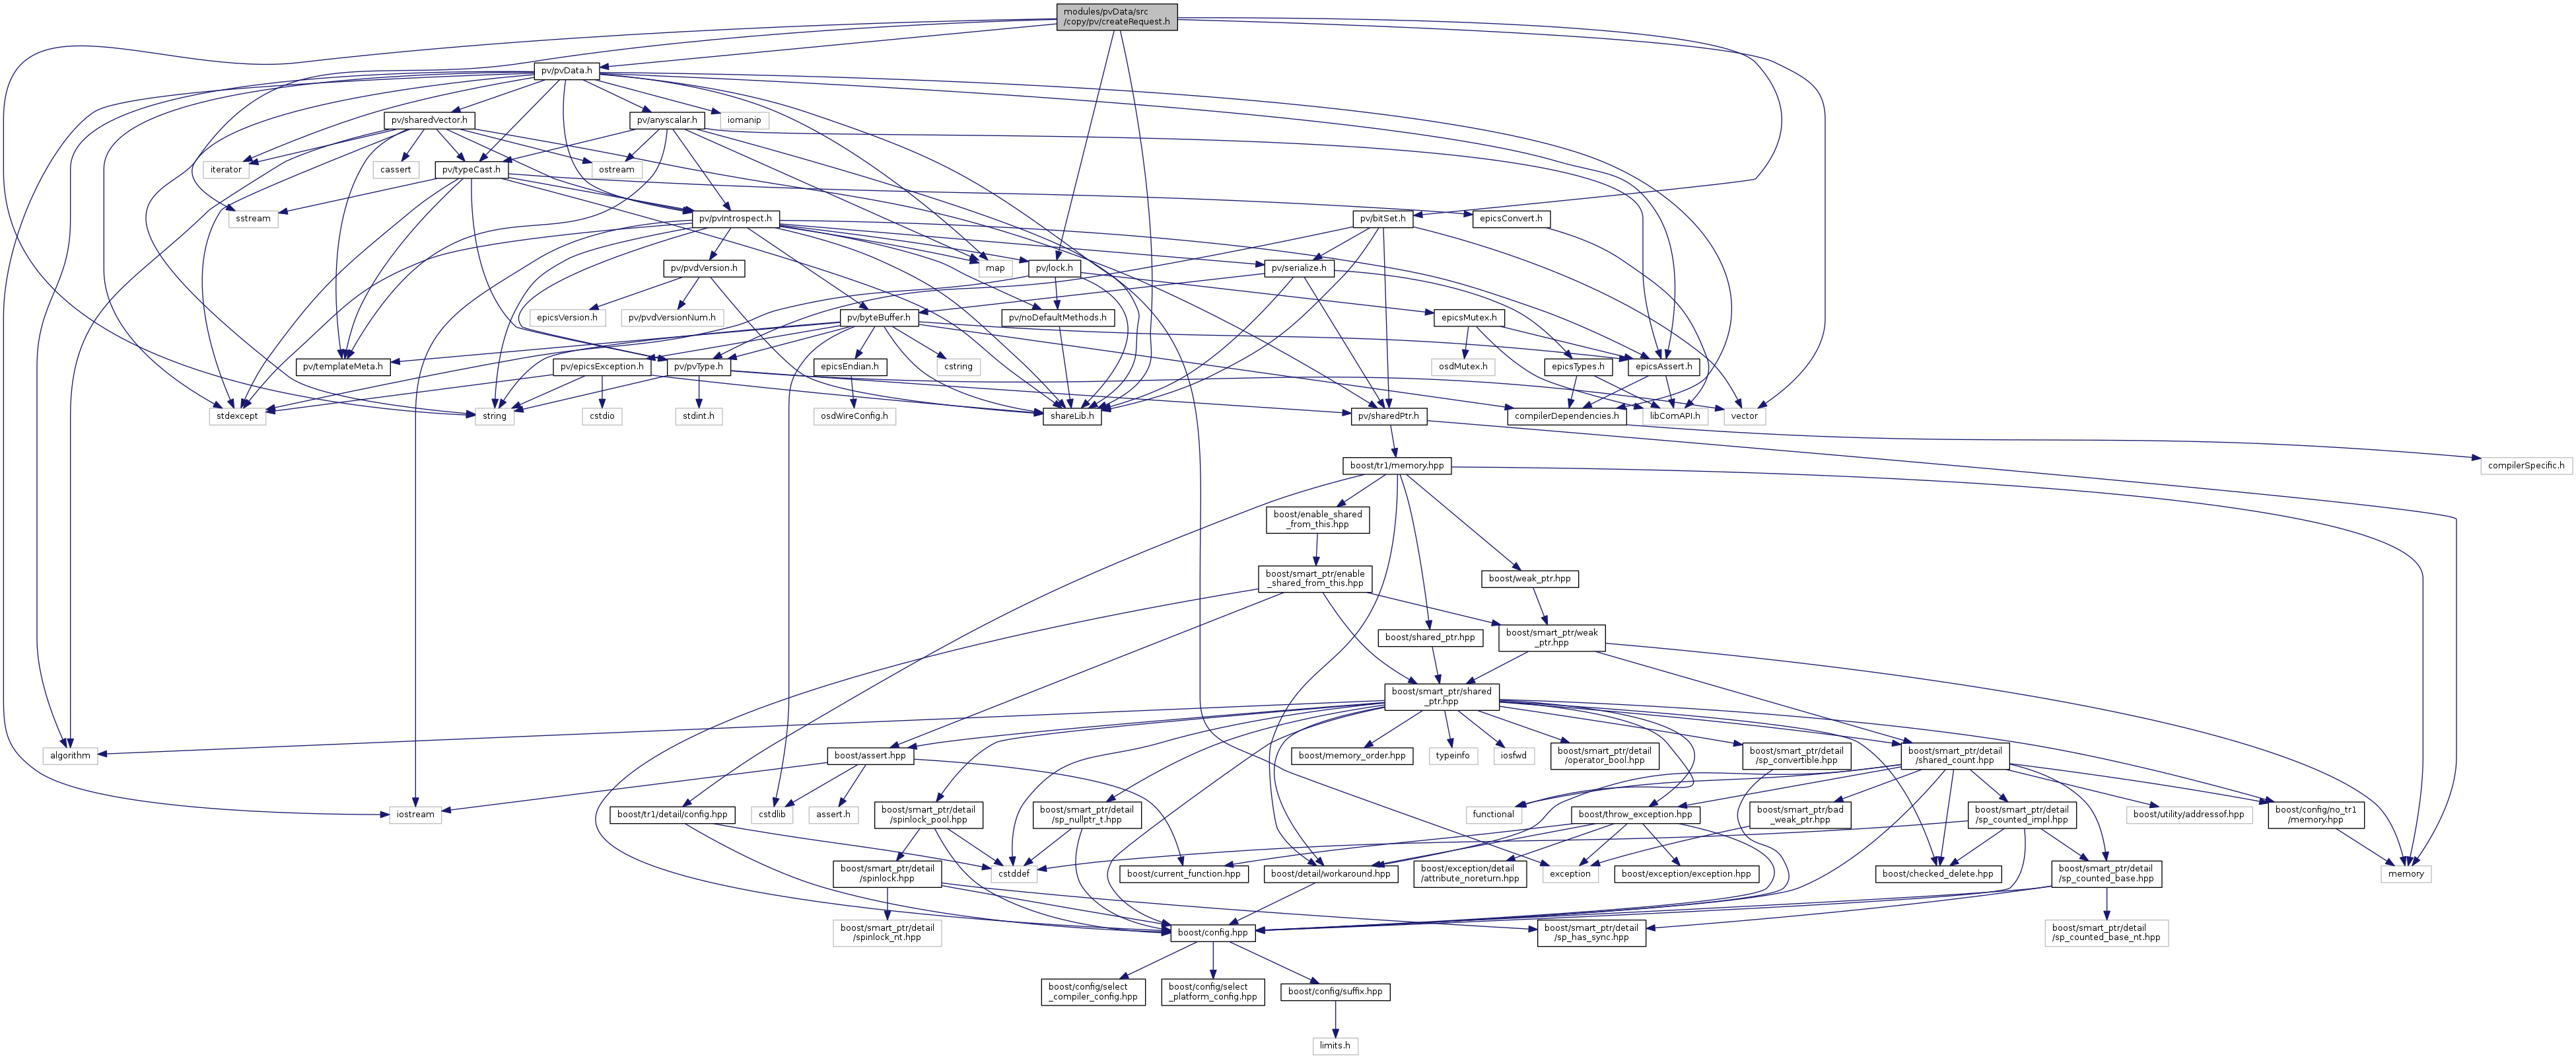 modules/pvData/src
/copy/pv/createRequest.h
pv/pvData.h
pv/sharedVector.h
pv/anyscalar.h
iomanip
iterator
cassert
pv/typeCast.h
ostream
sstream
pv/pvIntrospect.h
pv/bitSet.h
epicsConvert.h
pv/pvdVersion.h
map
pv/lock.h
pv/serialize.h
epicsVersion.h
pv/pvdVersionNum.h
pv/byteBuffer.h
pv/noDefaultMethods.h
epicsMutex.h
pv/templateMeta.h
pv/epicsException.h
pv/pvType.h
epicsEndian.h
cstring
osdMutex.h
epicsTypes.h
epicsAssert.h
stdexcept
string
cstdio
stdint.h
osdWireConfig.h
shareLib.h
pv/sharedPtr.h
compilerDependencies.h
libComAPI.h
vector
boost/tr1/memory.hpp
compilerSpecific.h
boost/enable_shared
_from_this.hpp
boost/smart_ptr/enable
_shared_from_this.hpp
boost/weak_ptr.hpp
boost/shared_ptr.hpp
boost/smart_ptr/weak
_ptr.hpp
boost/smart_ptr/shared
_ptr.hpp
algorithm
boost/assert.hpp
boost/memory_order.hpp
typeinfo
iosfwd
boost/smart_ptr/detail
/operator_bool.hpp
boost/smart_ptr/detail
/sp_convertible.hpp
boost/smart_ptr/detail
/shared_count.hpp
iostream
boost/tr1/detail/config.hpp
cstdlib
assert.h
boost/smart_ptr/detail
/spinlock_pool.hpp
boost/smart_ptr/detail
/sp_nullptr_t.hpp
functional
boost/throw_exception.hpp
boost/smart_ptr/bad
_weak_ptr.hpp
boost/smart_ptr/detail
/sp_counted_impl.hpp
boost/utility/addressof.hpp
boost/config/no_tr1
/memory.hpp
boost/smart_ptr/detail
/spinlock.hpp
cstddef
boost/current_function.hpp
boost/detail/workaround.hpp
boost/exception/detail
/attribute_noreturn.hpp
exception
boost/exception/exception.hpp
boost/checked_delete.hpp
boost/smart_ptr/detail
/sp_counted_base.hpp
memory
boost/smart_ptr/detail
/spinlock_nt.hpp
boost/config.hpp
boost/smart_ptr/detail
/sp_has_sync.hpp
boost/smart_ptr/detail
/sp_counted_base_nt.hpp
boost/config/select
_compiler_config.hpp
boost/config/select
_platform_config.hpp
boost/config/suffix.hpp
limits.h